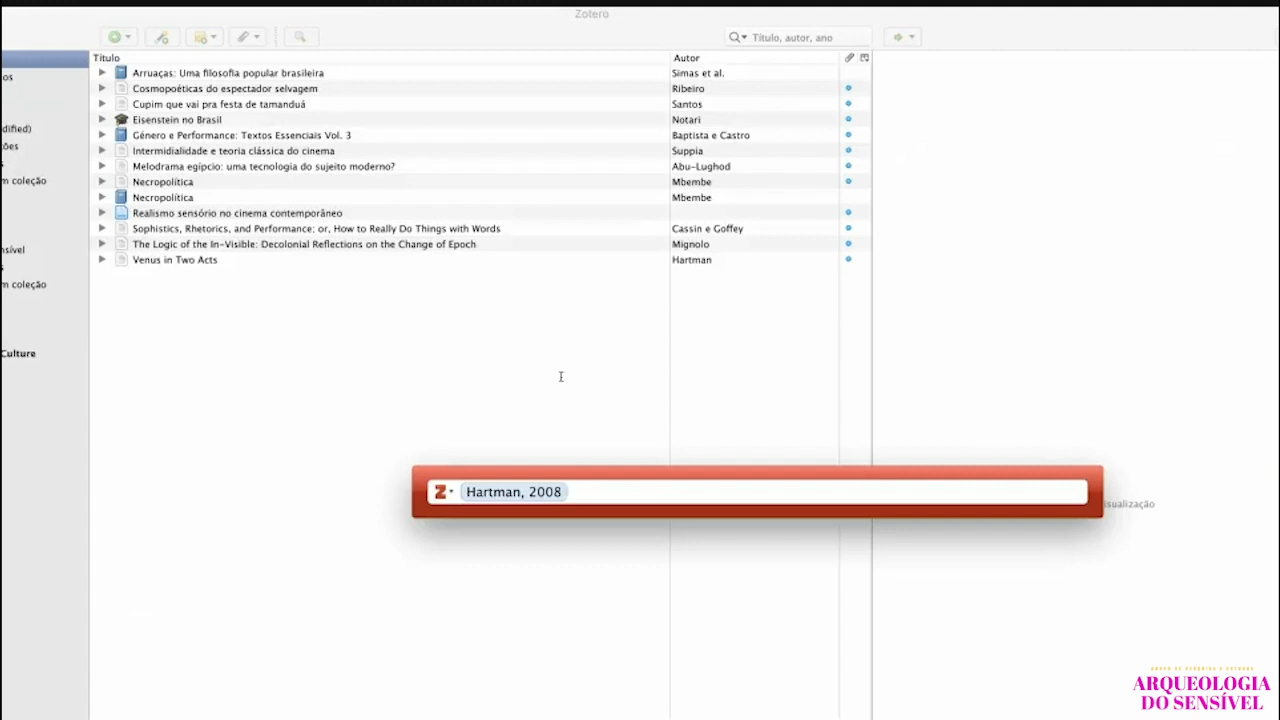 Zotero
Título, autor, ano
Título Autor
Arruaças: Uma filosofia popular brasileira Simas et al.
Cosmopoéticas do espectador selvagem Ribeiro
Cupim que vai pra festa de tamanduá Santos
Eisenstein no Brasil Notari
Gênero e Performance: Textos Essenciais Vol. 3 Baptista e Castro
Intermidialidade e teoria clássica do cinema Suppia
Melodrama egípcio: uma tecnologia do sujeito moderno? Abu-Lughod
Necropolítica Mbembe
Necropolítica Mbembe
Realismo sensório no cinema contemporâneo
Sophistics, Rhetorics, and Performance; or, How to Really Do Things with Words Cassin e Goffey
The Logic of the In-Visible: Decolonial Reflections on the Change of Epoch Mignolo
Venus in Two Acts Hartman
os
dified)
ões
s
m coleção
nsível
s
m coleção
Culture
Z Hartman, 2008
isualização
GRUPO DE PESQUISA E ESTUDOS
ARQUEOLOGIA
DO SENSÍVEL